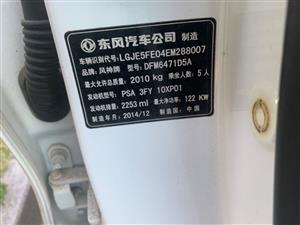 东风汽车公司 制造
车辆识别代号: LGJE5FE04EM288007
品牌: 风神牌 型号: DFM6471D5A
最大允许总质量: 2010 kg 乘坐人数: 5 人
发动机型号: PSA 3FY 10XP01
发动机排量: 2253 ml 最大净功率: 122 KW
制造年月: 2014/12 制造国: 中国